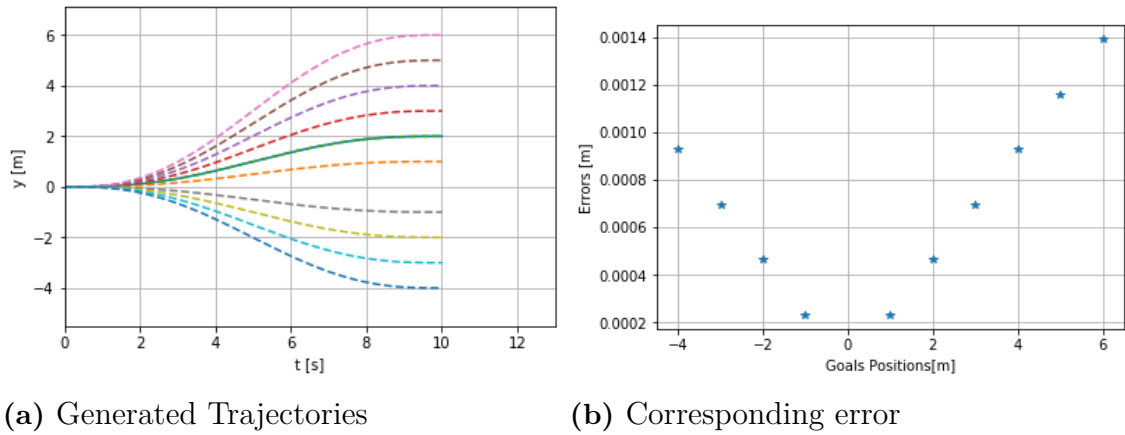 6
4
2
0
−2
−4
y [m]
0 2 4 6 8 10 12
t [s]
(a) Generated Trajectories
0.0014
0.0012
0.0010
0.0008
0.0006
0.0004
0.0002
Errors [m]
−4 −2 0 2 4 6
Goals Positions[m]
(b) Corresponding error